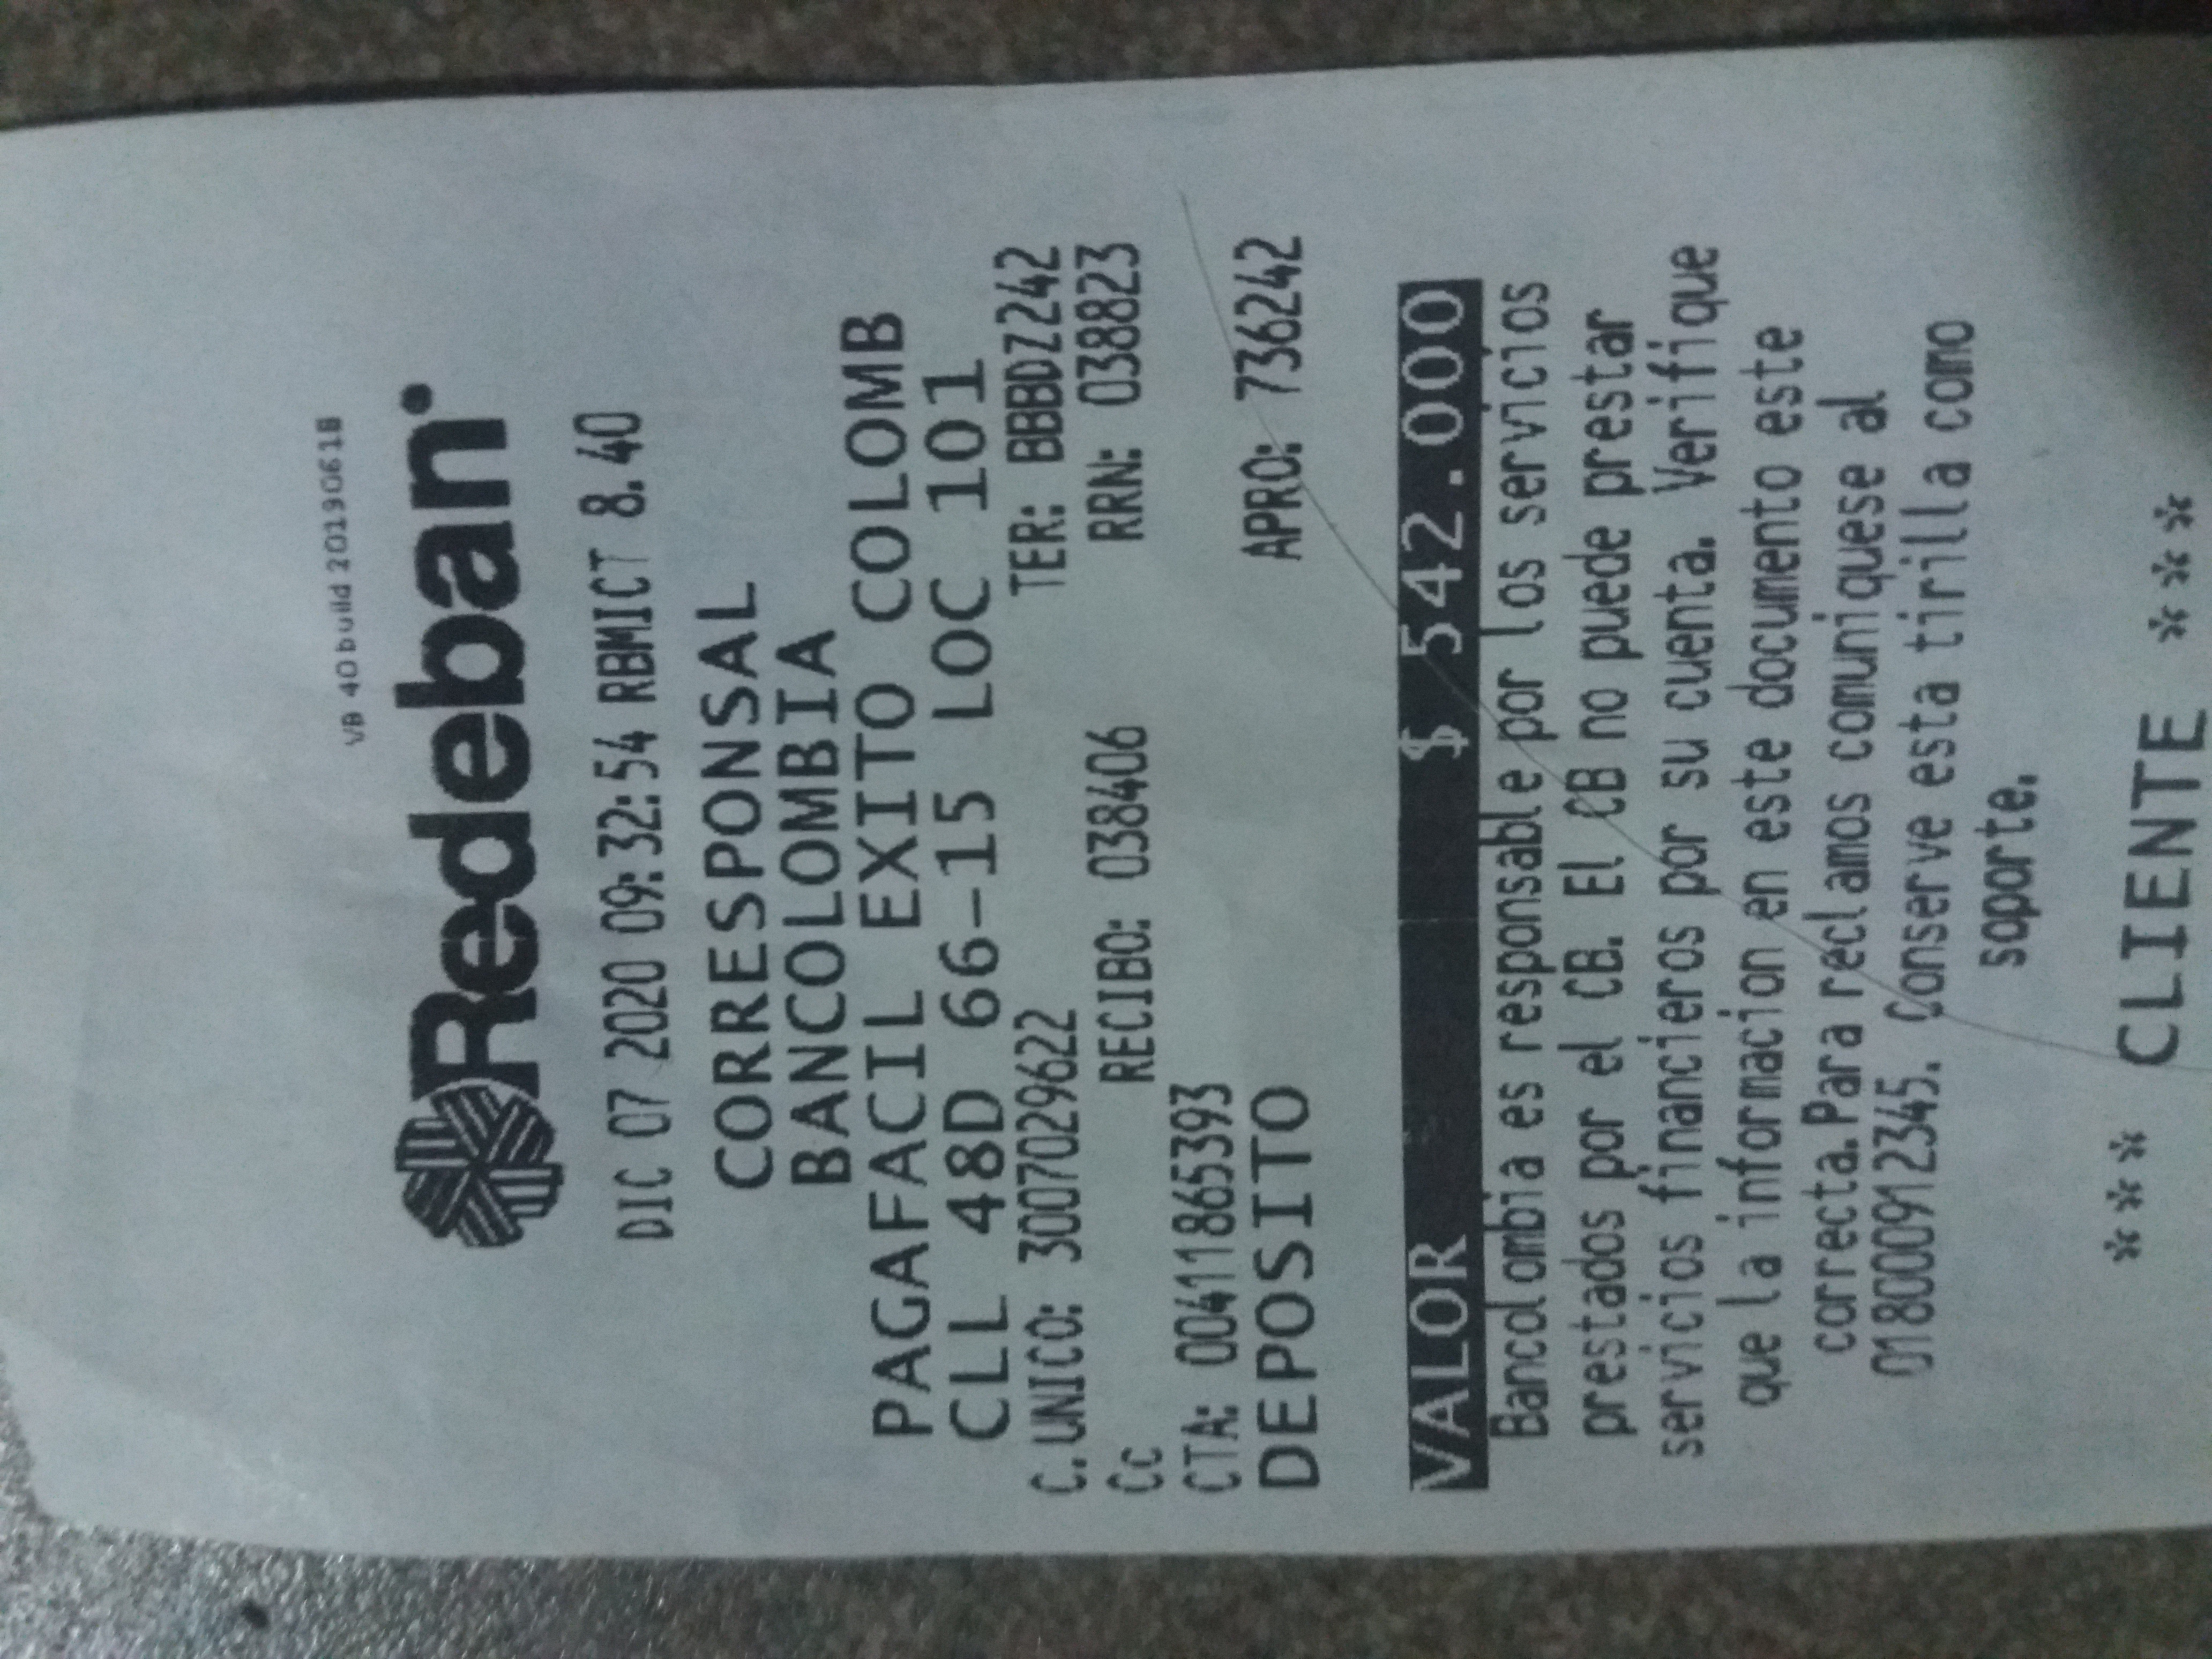 VB 40 build 20190618
Redeban
DIC 07 2020 09:32:54 RBMICT 8.40
CORRESPONSAL
BANCOLOMBIA
PAGAFACIL EXITO COLOMB
CLL 48D 66-15 LOC 101
C.UNICO: 3007029622 TER: BBBDZ242
Cc RECIBO: 038406 RRN: 038823
CTA: 00411865393
DEPOSITO APRO: 736242
VALOR $ 542.000
Bancolombia es responsable por los servicios
prestados por el CB. El CB no puede prestar
servicios financieros por su cuenta. Verifique
que la informacion en este documento este
correcta.Para reclamos comuniquese al
018000912345. Conserve esta tirilla como
soporte.
*** CLIENTE ***